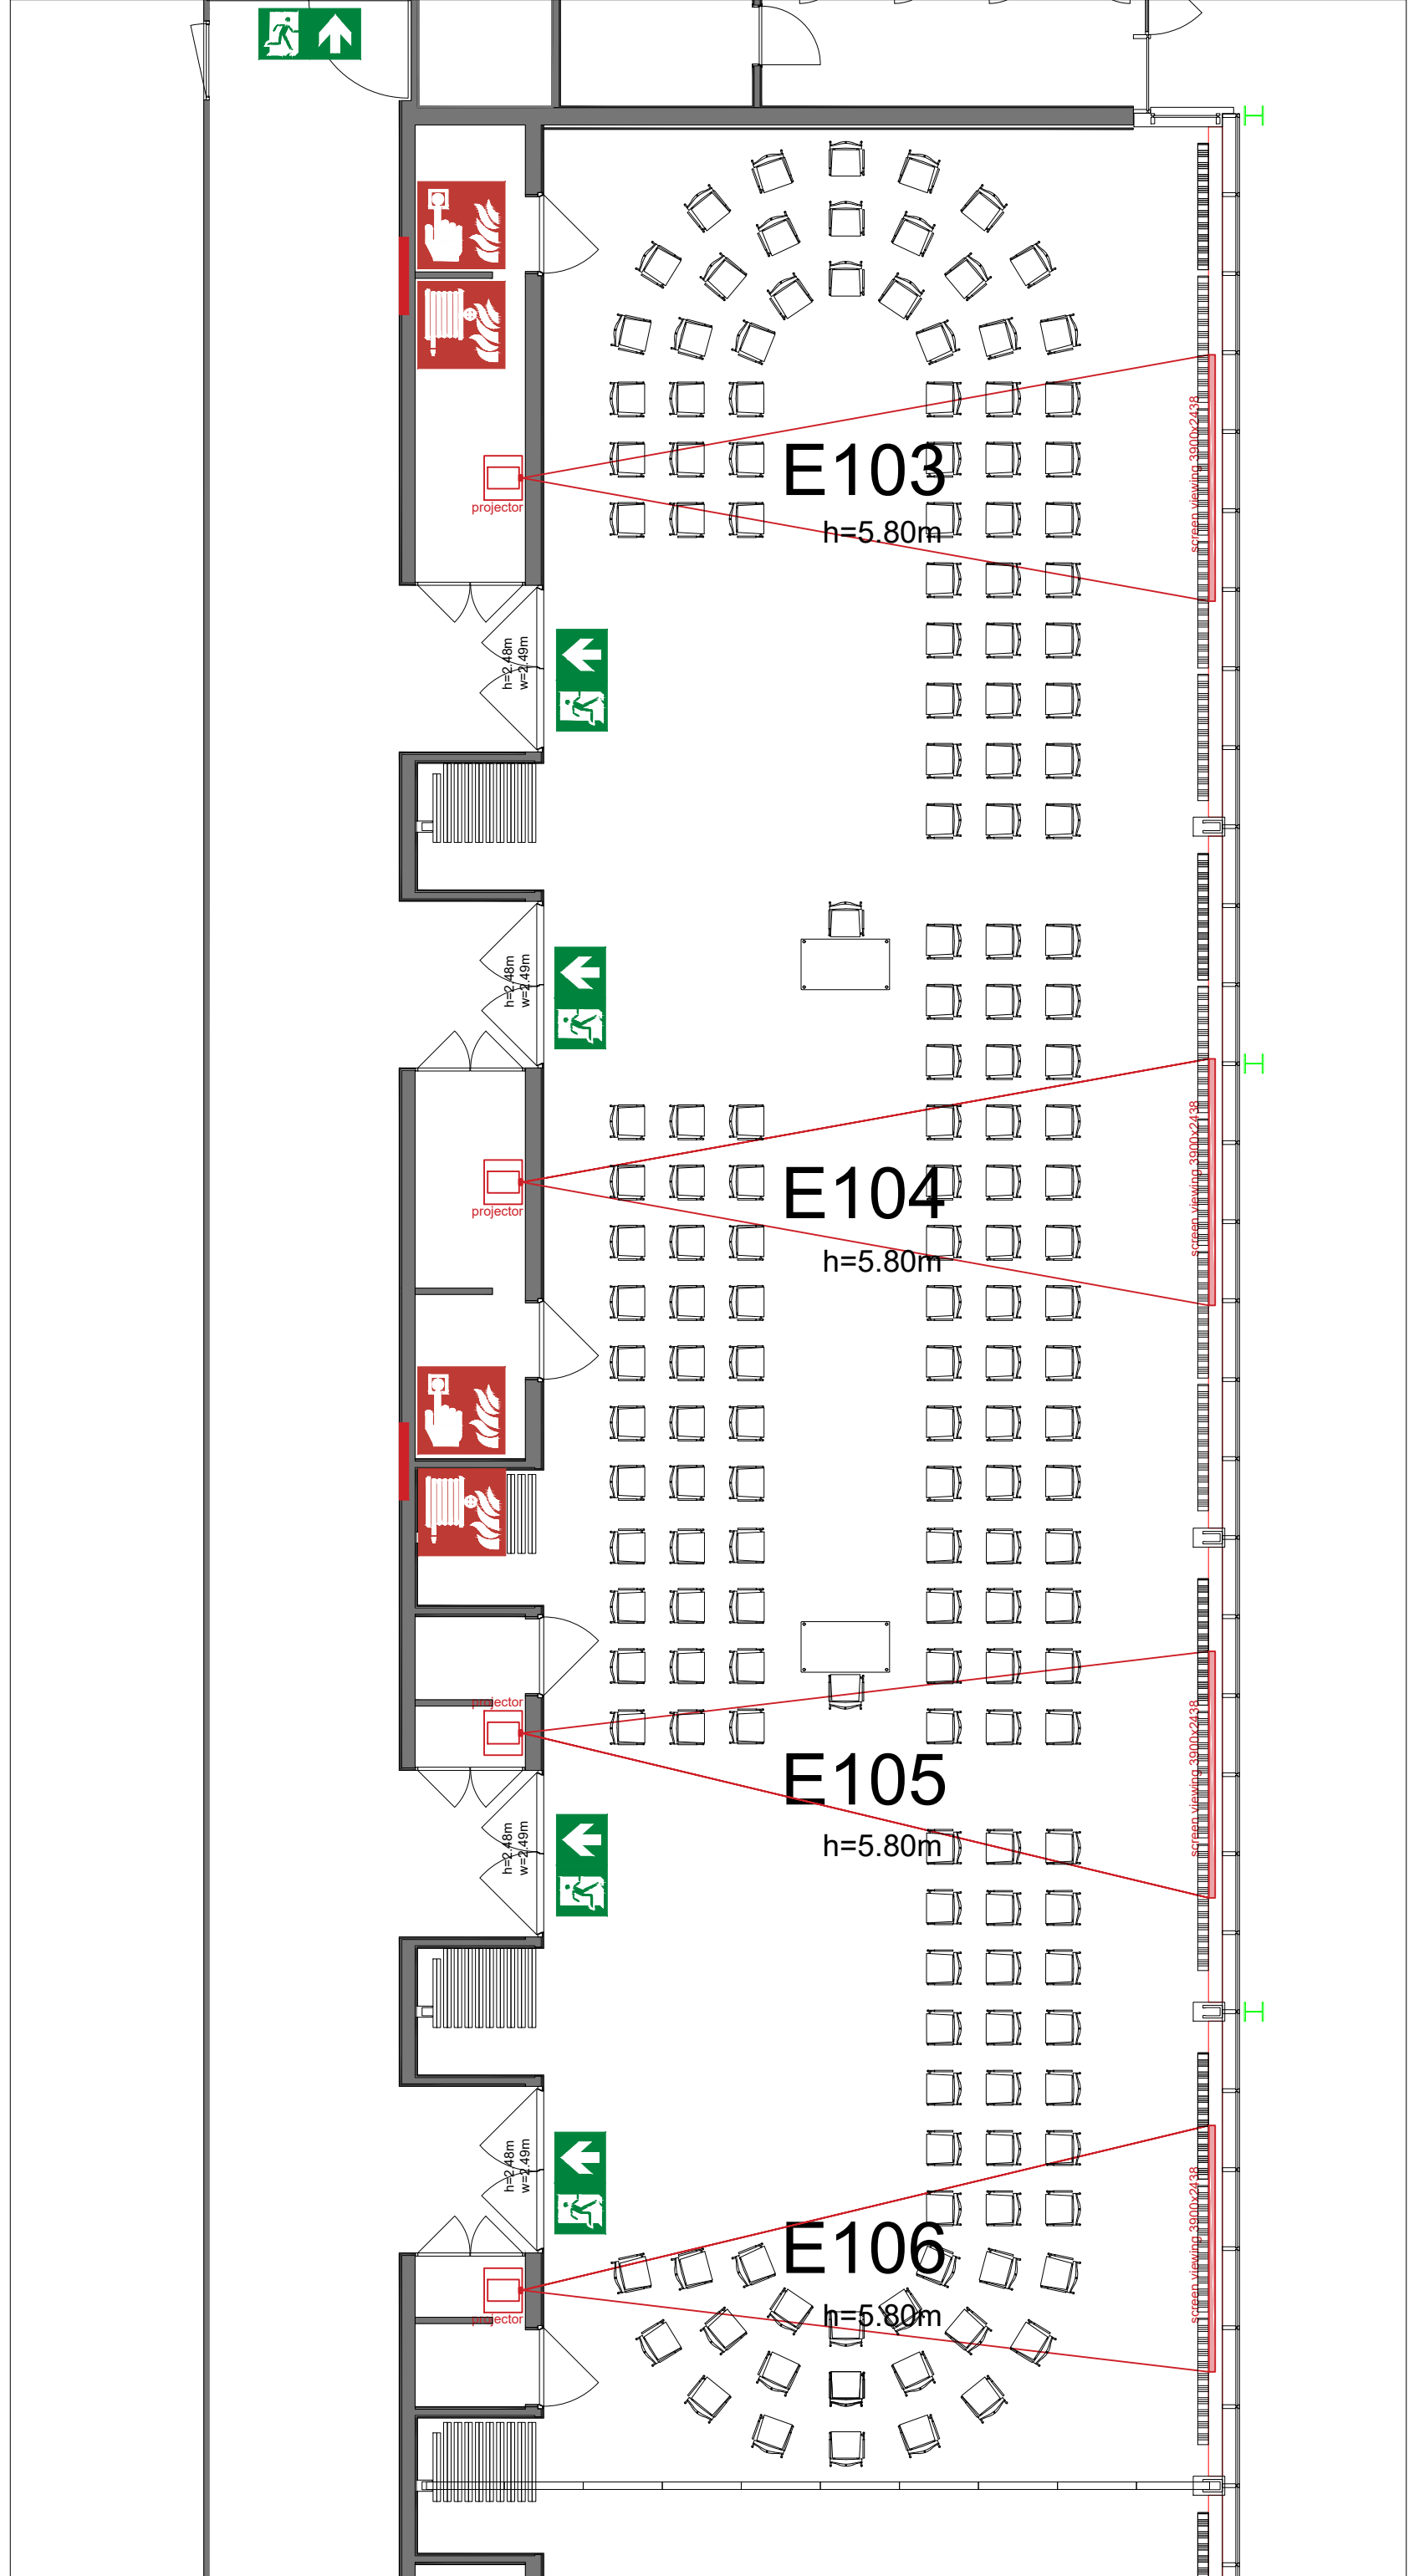 E103
screen viewing 3900x2438
projector
h=5.80m
h=2.48m
w=2.49m
h=2.48m
w=2.49m
E104
screen viewing 3900x2438
projector
h=5.80m
projector
E105
screen viewing 3900x2438
h=5.80m
h=2.48m
w=2.49m
h=2.48m
w=2.49m
E106
screen viewing 3900x2438
projector
h=5.80m